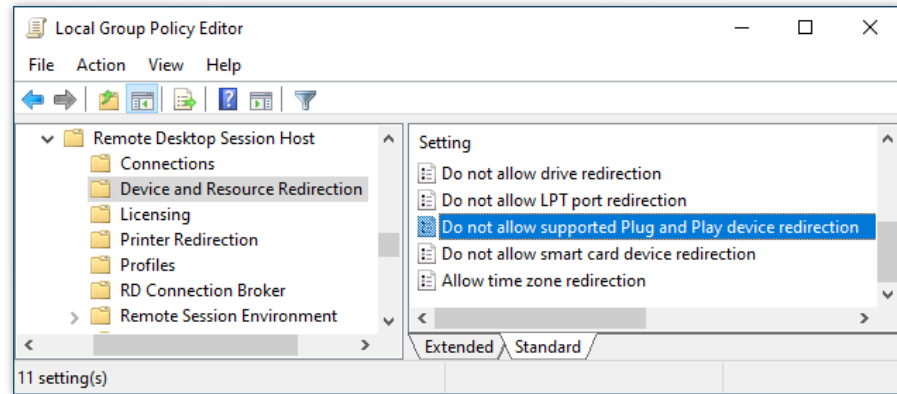 Local Group Policy Editor
File Action View Help
Remote Desktop Session Host
Connections
Device and Resource Redirection
Licensing
Printer Redirection
Profiles
RD Connection Broker
Remote Session Environment
Setting
Do not allow drive redirection
Do not allow LPT port redirection
Do not allow supported Plug and Play device redirection
Do not allow smart card device redirection
Allow time zone redirection
Extended Standard
11 setting(s)